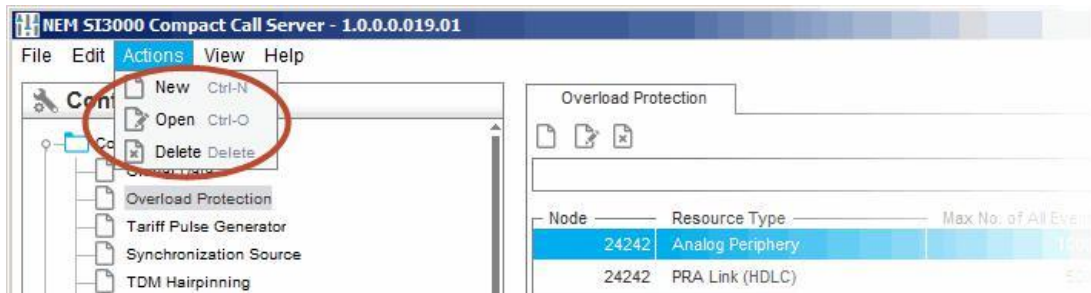 NEM SI3000 Compact Call Server - 1.0.0.0.019.01
File Edit Actions View Help
New Ctrl-N
Open Ctrl-O
Delete Delete
Overload Protection
Tariff Pulse Generator
Synchronization Source
TDM Hairpinning
Overload Protection
Node Resource Type Max No. of All
24242 Analog Periphery
24242 PRA Link (HDLC)